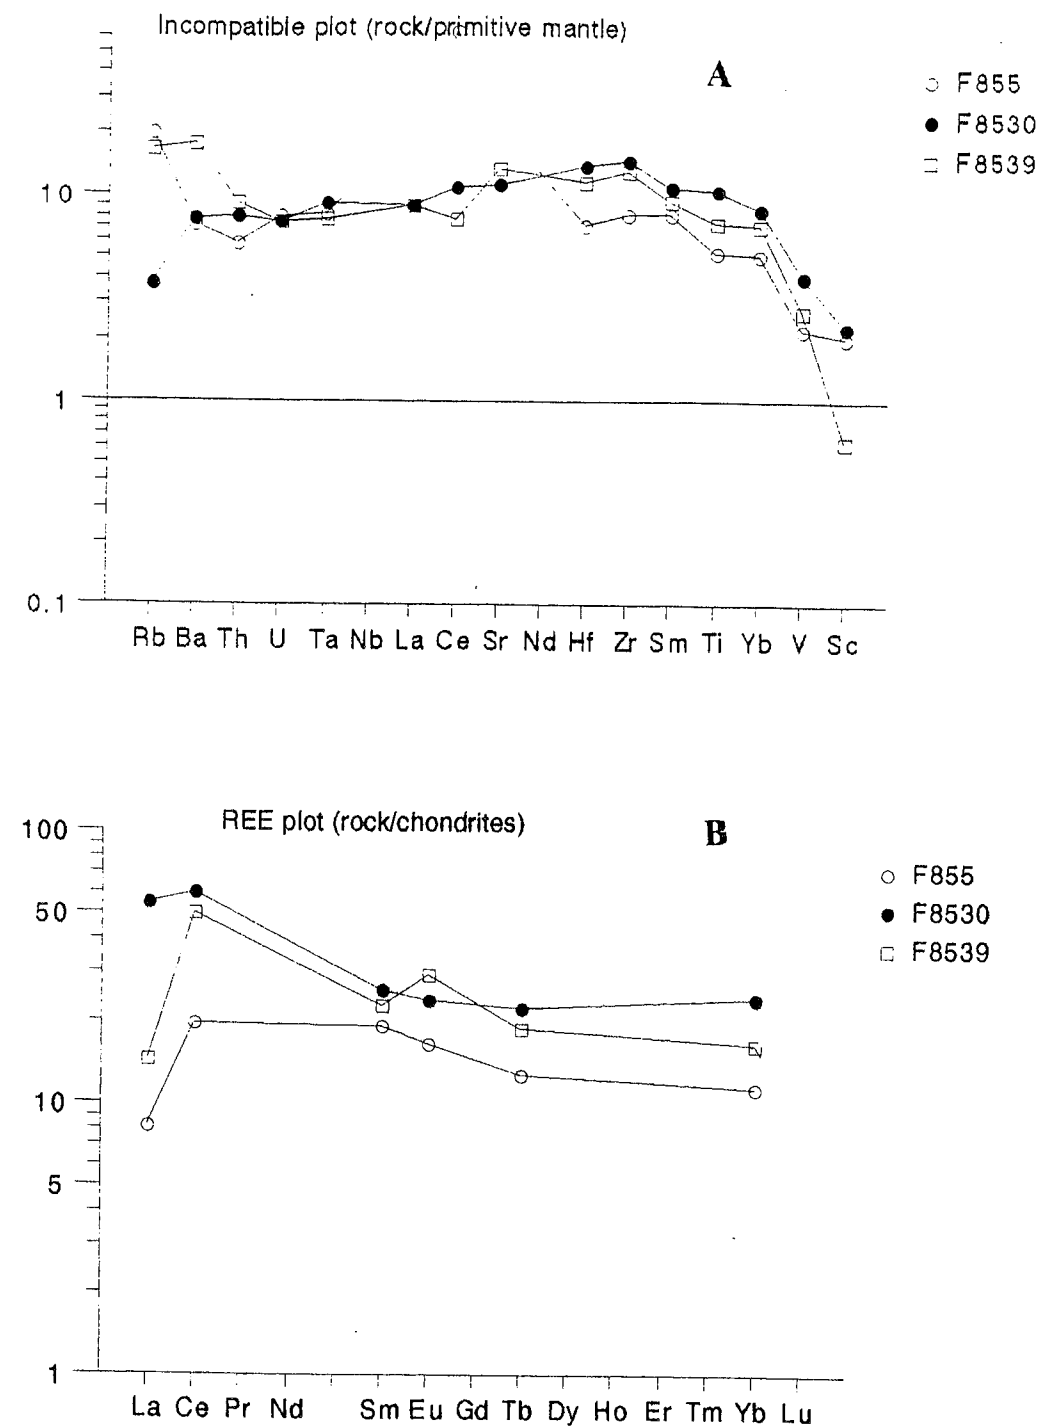 Incompatible plot (rock/primitive mantle)
A
F855
F8530
F8539
10
1
0.1
Rb Ba Th U Ta Nb La Ce Sr Nd Hf Zr Sm Ti Yb V Sc
REE plot (rock/chondrites)
B
F855
F8530
F8539
100
50
10
5
1
La Ce Pr Nd Sm Eu Gd Tb Dy Ho Er Tm Yb Lu